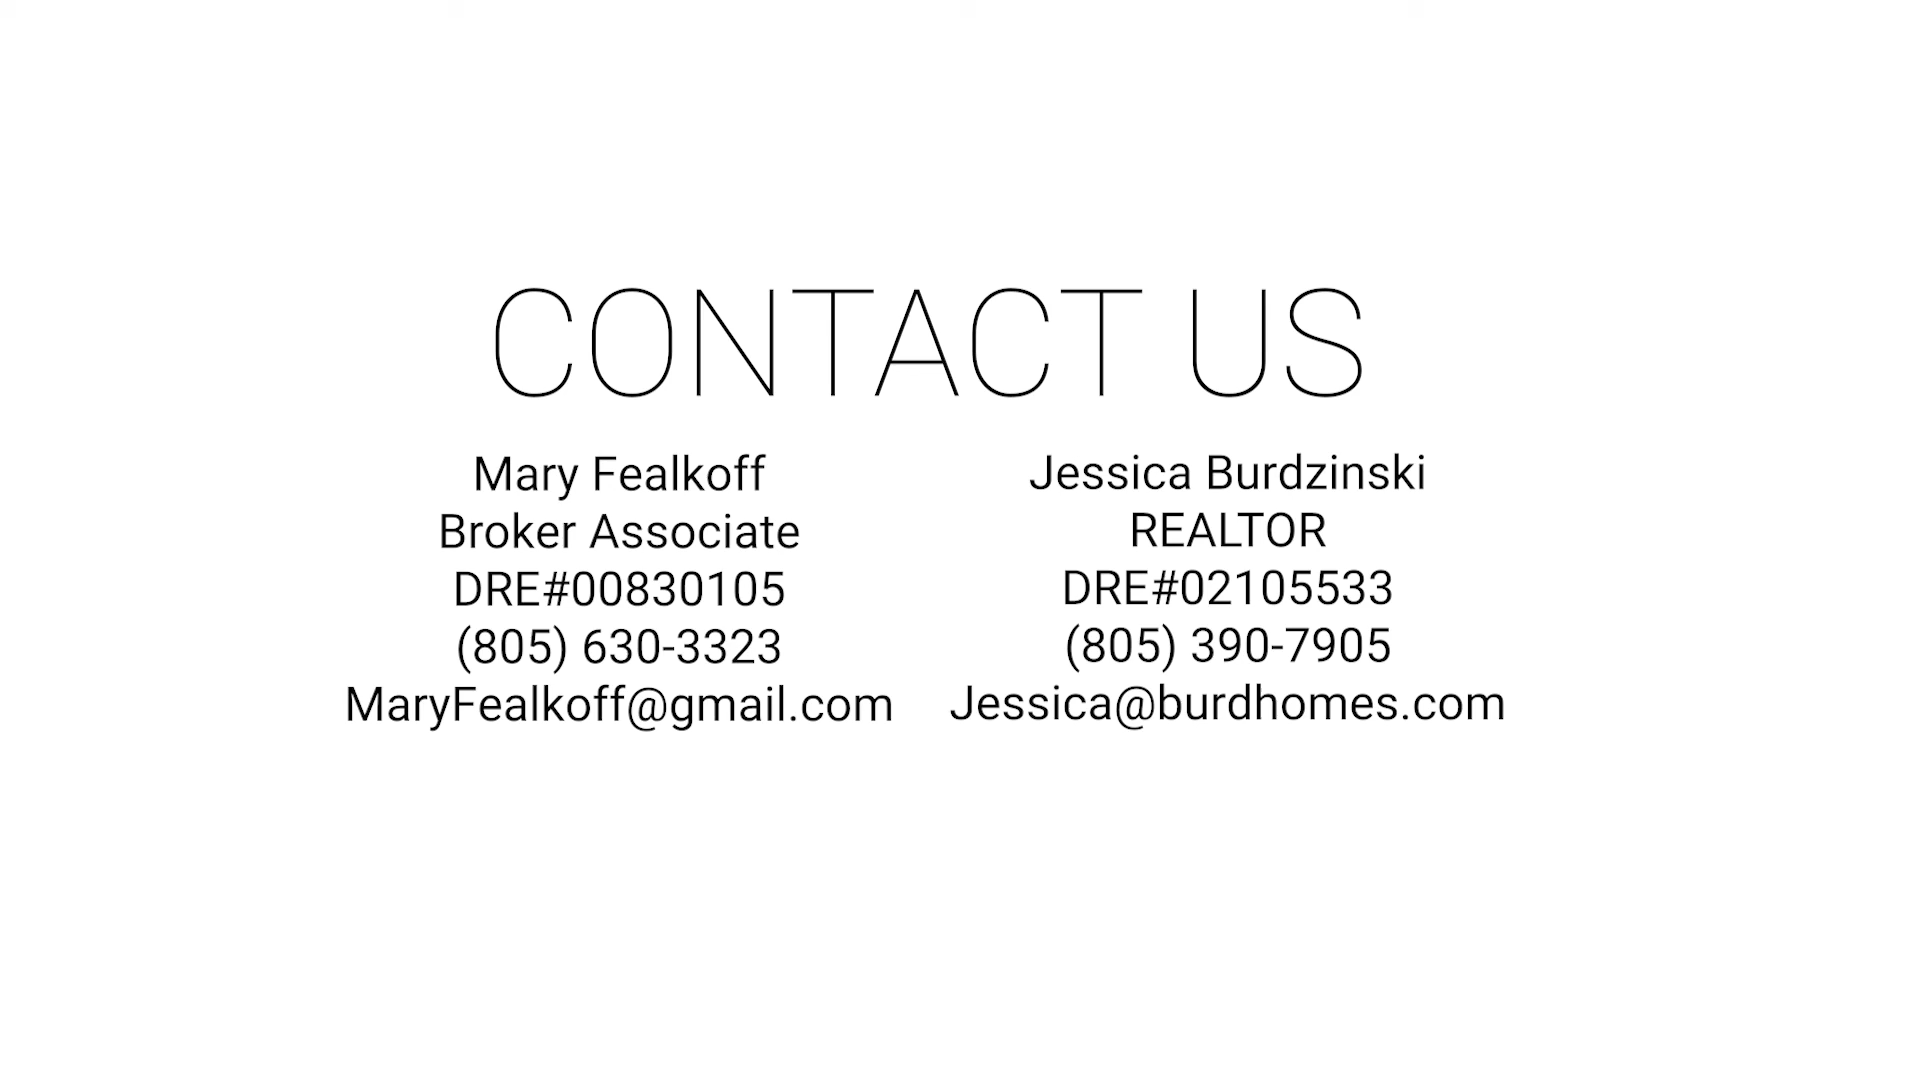 CONTACT US
Mary Fealkoff
Broker Associate
DRE#00830105
(805) 630-3323
MaryFealkoff@gmail.com
Jessica Burdzinski
REALTOR
DRE#02105533
(805) 390-7905
Jessica@burdhomes.com